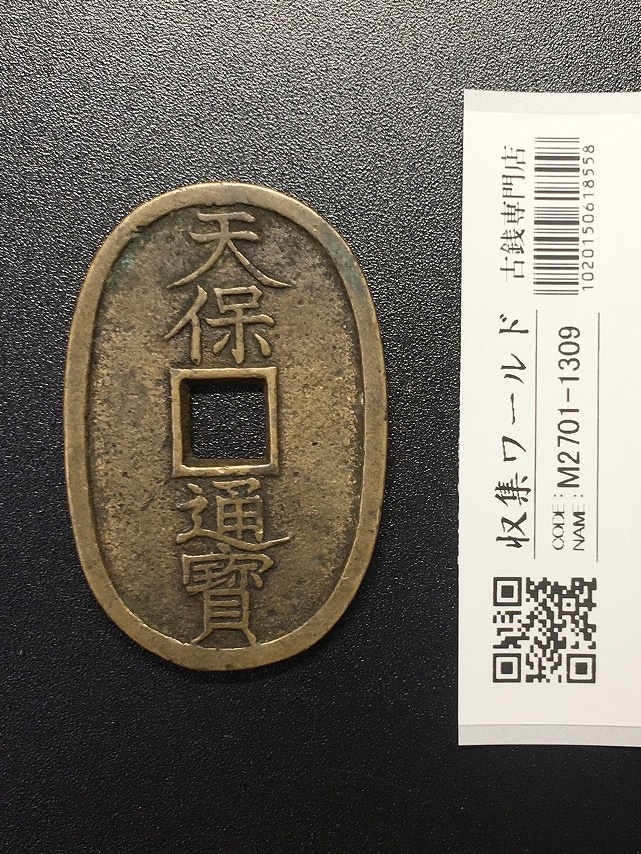 天保
通寳
収集ワールド 古銭専門店
CODE：M2701-1309
NAME：
1020150618558